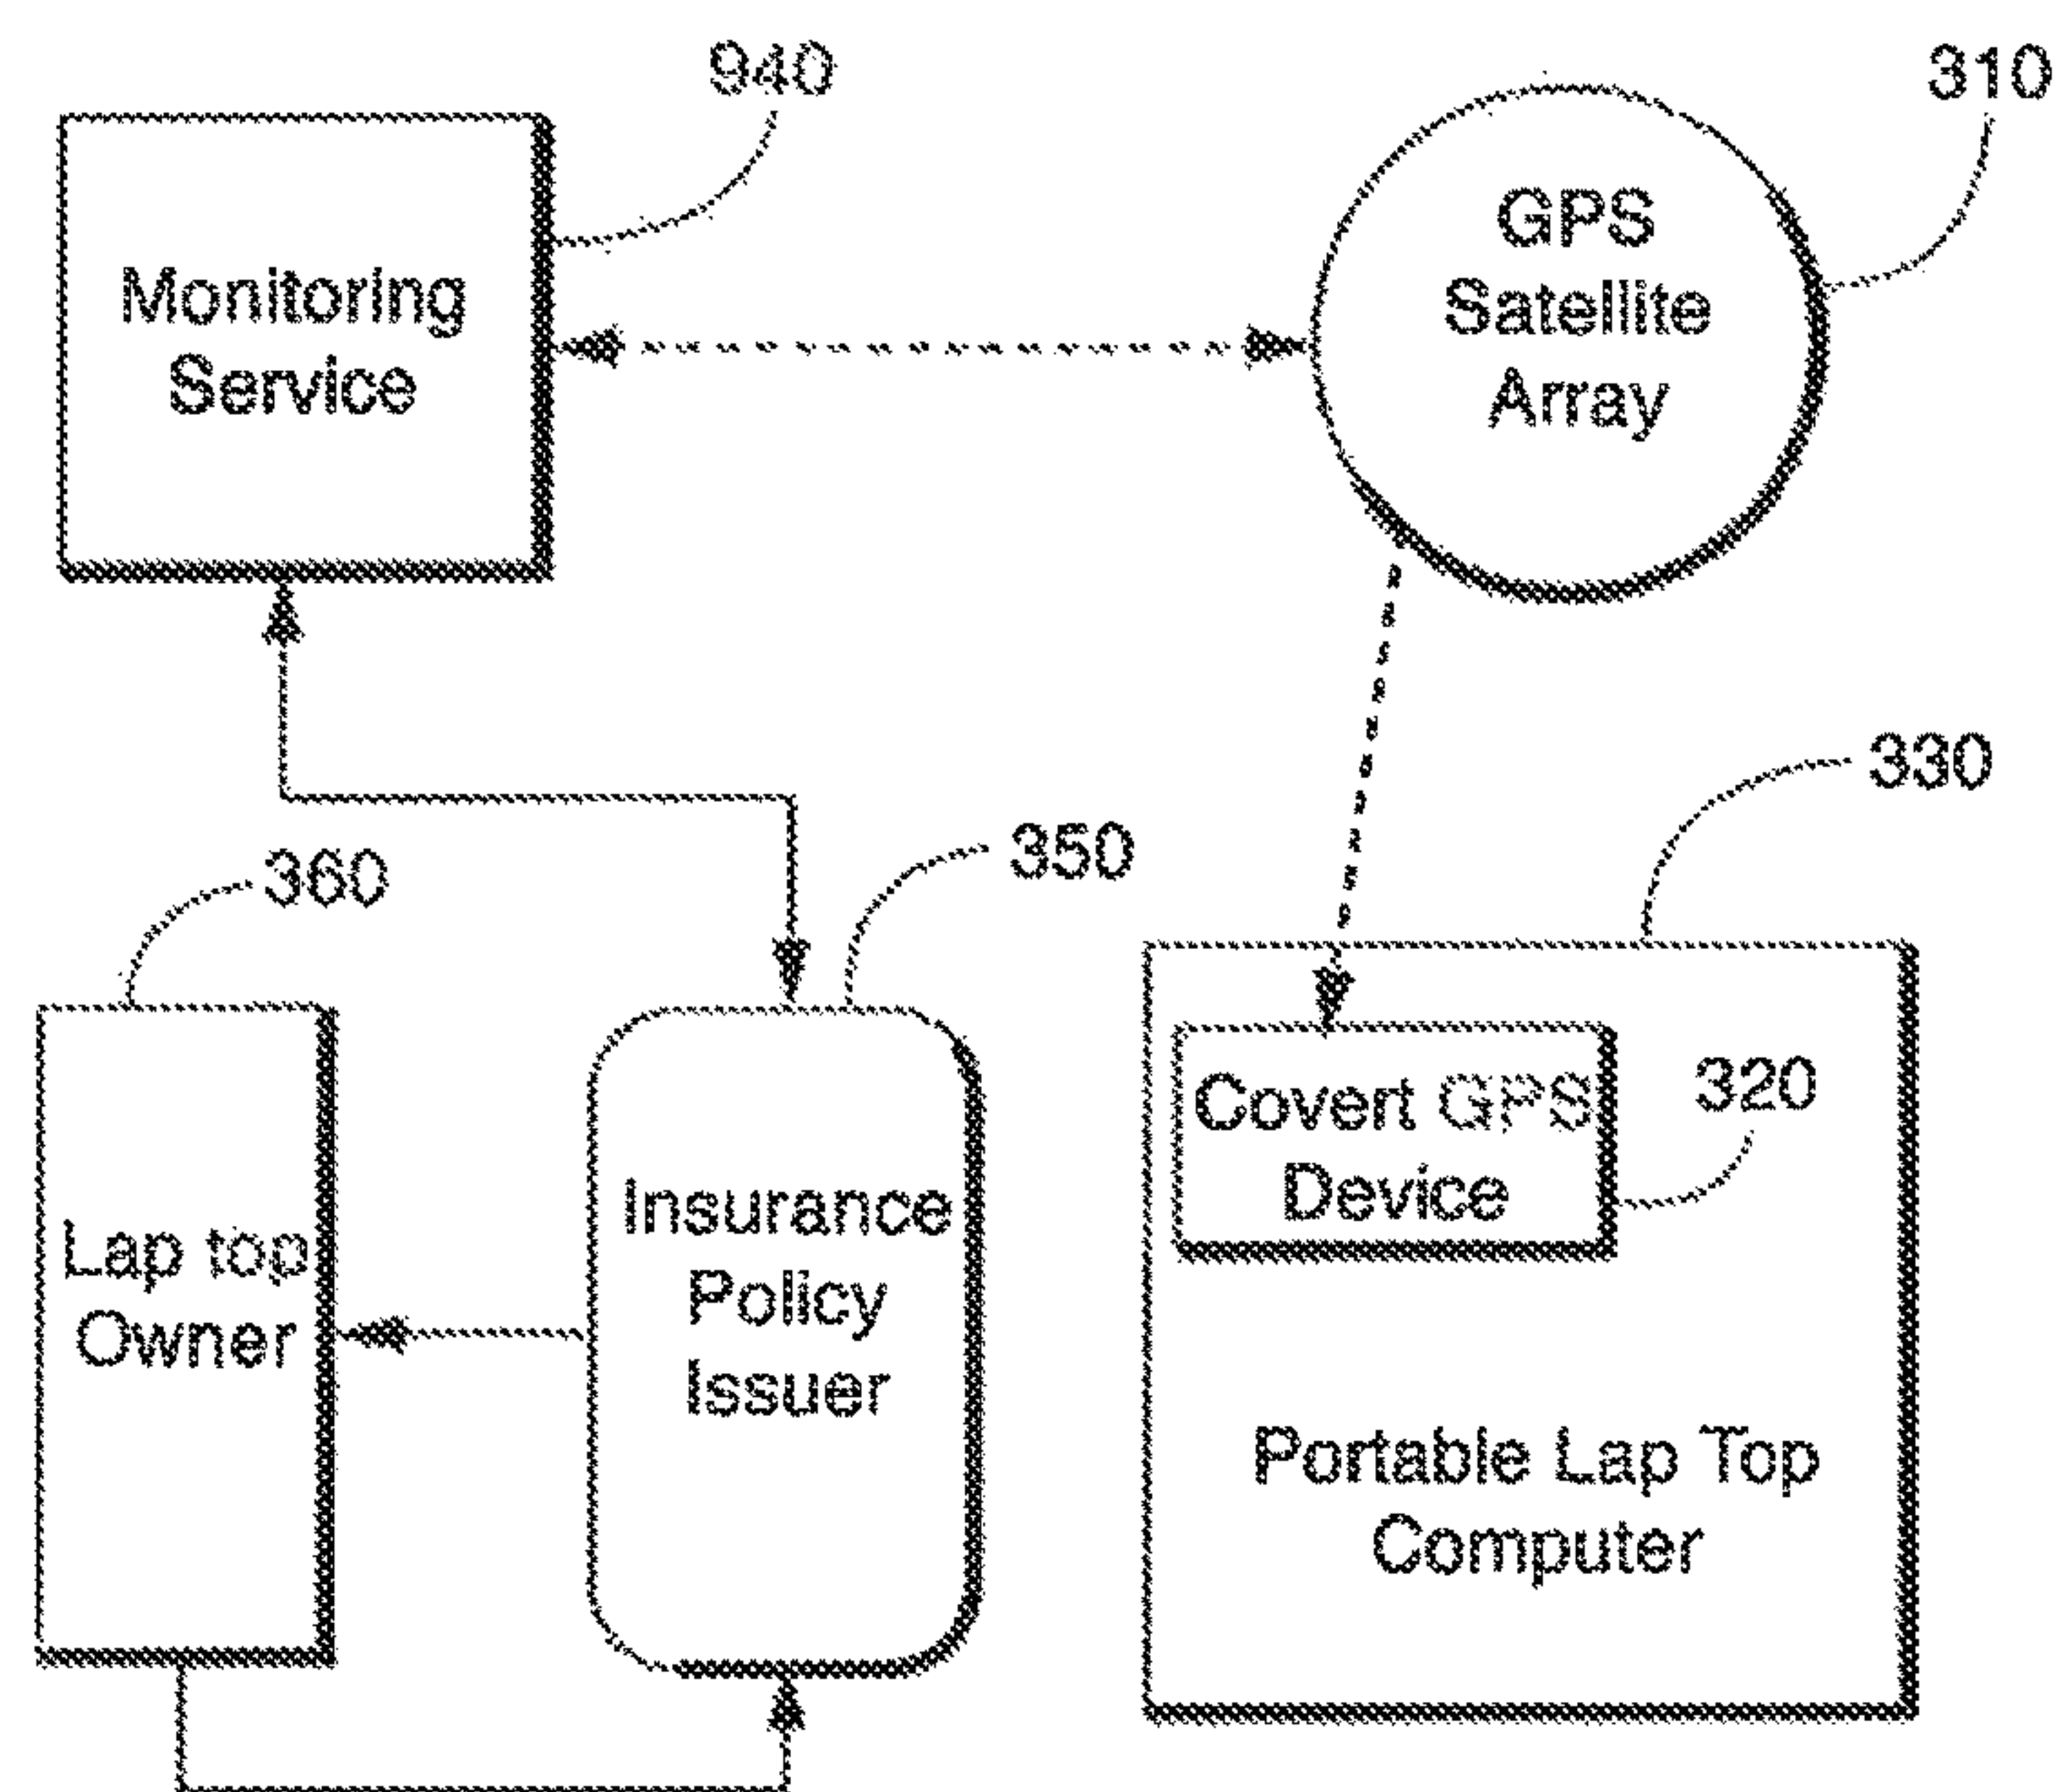 940
310
Monitoring
Service
GPS
Satellite
Array
330
360
350
Covert GPS
Device
320
Lap top
Owner
Insurance
Policy
Issuer
Portable Lap Top
Computer